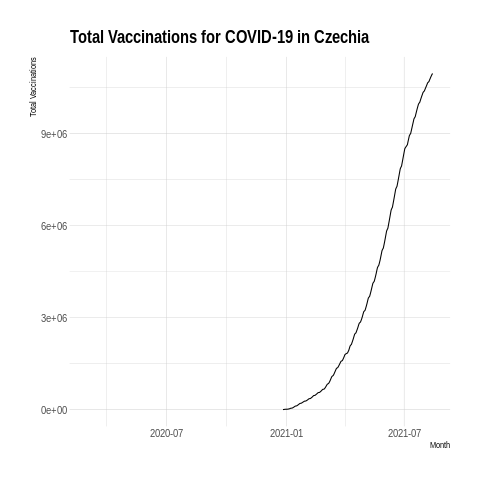 Total Vaccinations for COVID-19 in Czechia
Total Vaccinations
9e+06
6e+06
3e+06
0e+00
2020-07
2021-01
2021-07
Month